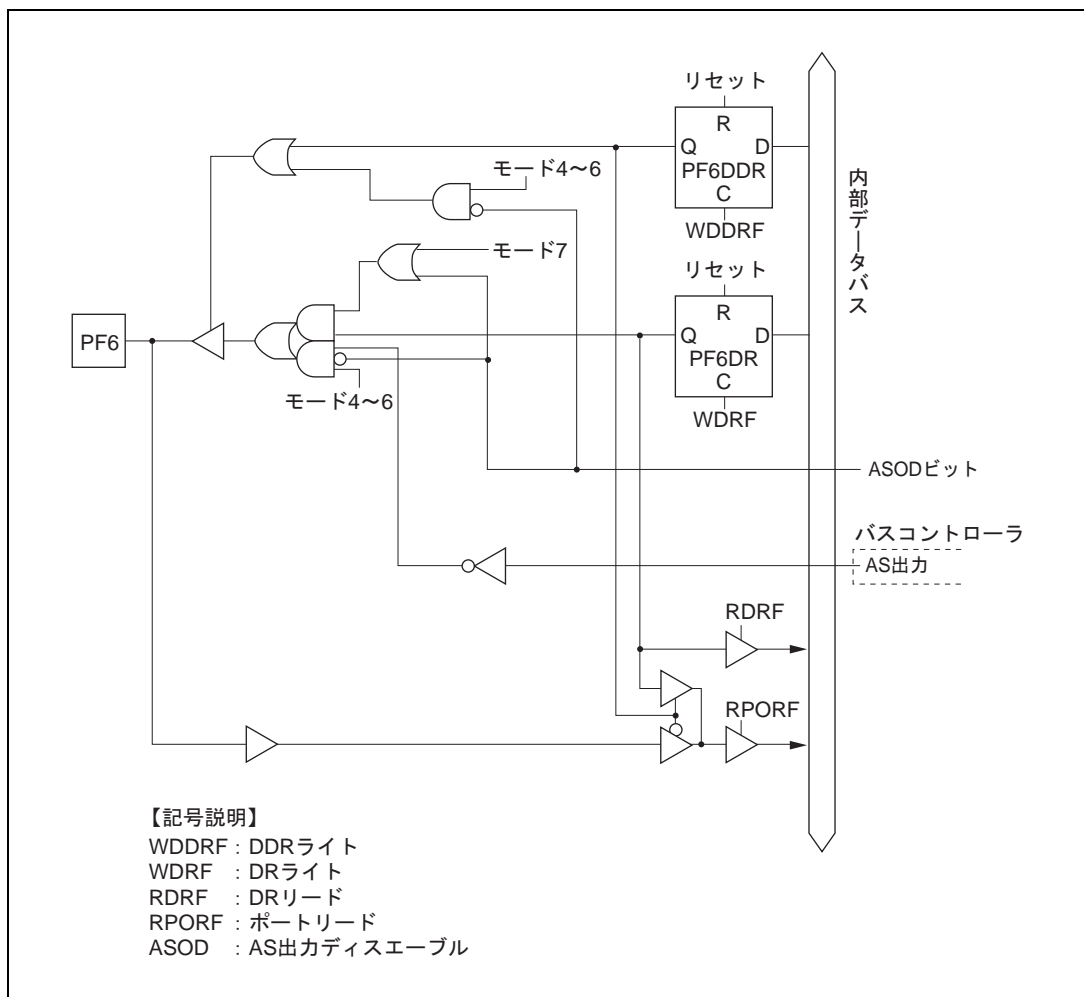 リセット
R
Q D
PF6DDR
C
WDDRF
モード4～6
モード7
リセット
R
Q D
PF6DR
C
WDRF
内部データバス
PF6
モード4～6
ASODビット
バスコントローラ
AS出力
RDRF
RPORF
【記号説明】
WDDRF : DDRライト
WDRF : DRライト
RDRF : DRリード
RPORF : ポートリード
ASOD : AS出力ディスエーブル